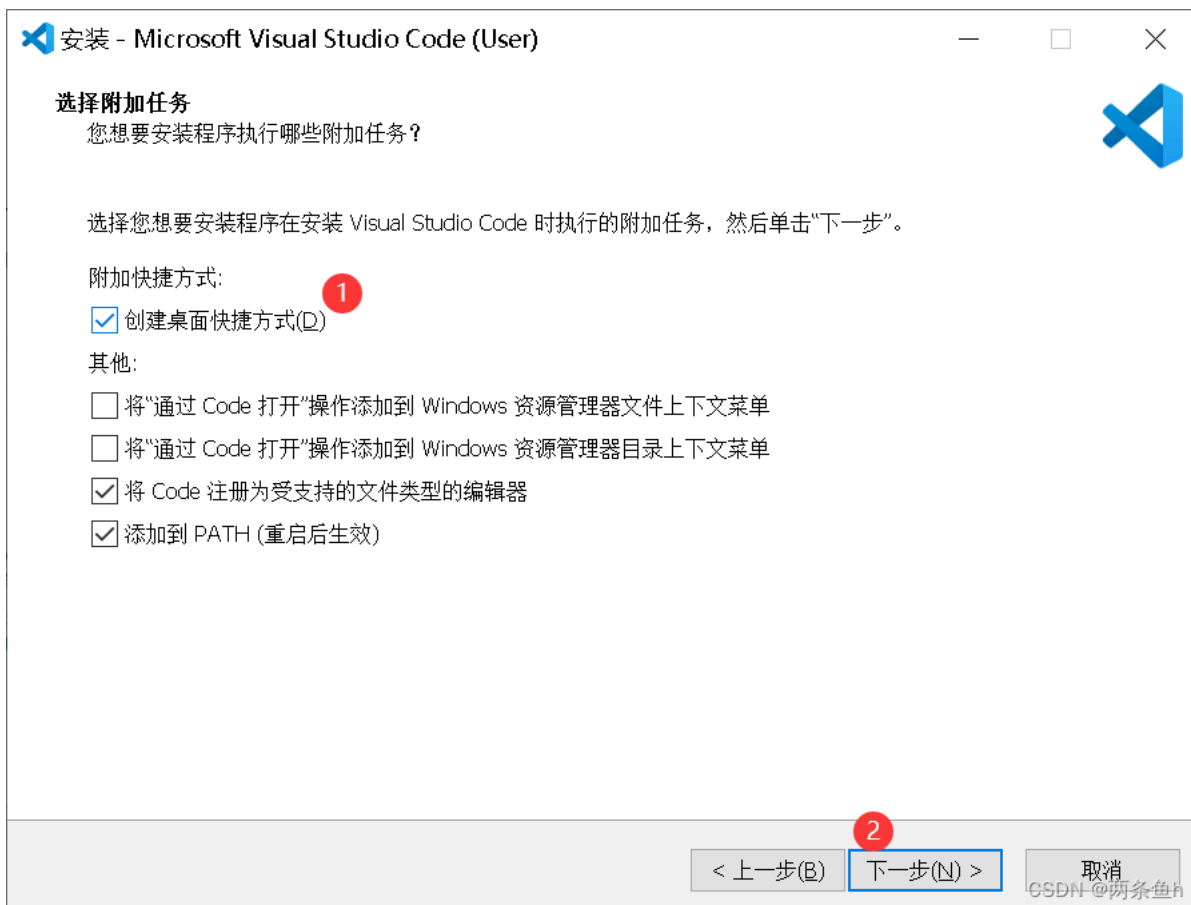 安装 - Microsoft Visual Studio Code (User)
选择附加任务
您想要安装程序执行哪些附加任务？
选择您想要安装程序在安装 Visual Studio Code 时执行的附加任务，然后单击“下一步”。
附加快捷方式:
1
创建桌面快捷方式(D)
其他:
将“通过 Code 打开”操作添加到 Windows 资源管理器文件上下文菜单
将“通过 Code 打开”操作添加到 Windows 资源管理器目录上下文菜单
将 Code 注册为受支持的文件类型的编辑器
添加到 PATH (重启后生效)
2
< 上一步(B) 下一步(N) > 取消
CSDN @两条鱼h